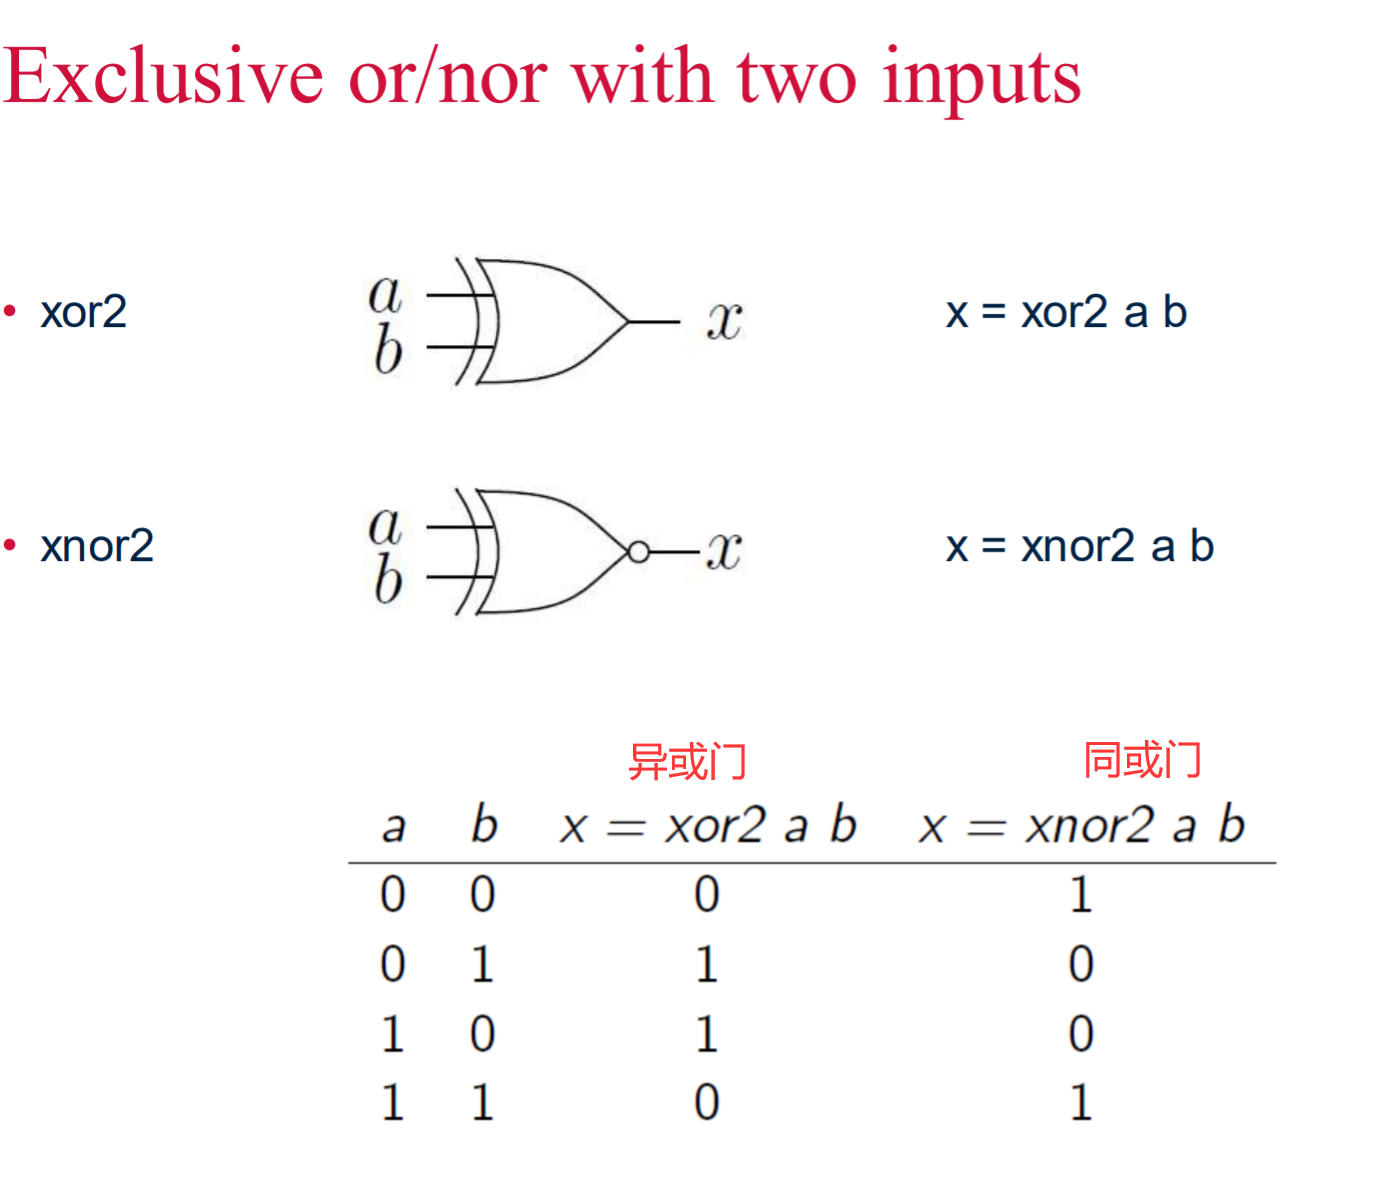 Exclusive or/nor with two inputs
• xor2
a
b
x
x = xor2 a b
• xnor2
a
b
x
x = xnor2 a b
异或门 同或门
a b x = xor2 a b x = xnor2 a b
0 0 0 1
0 1 1 0
1 0 1 0
1 1 0 1